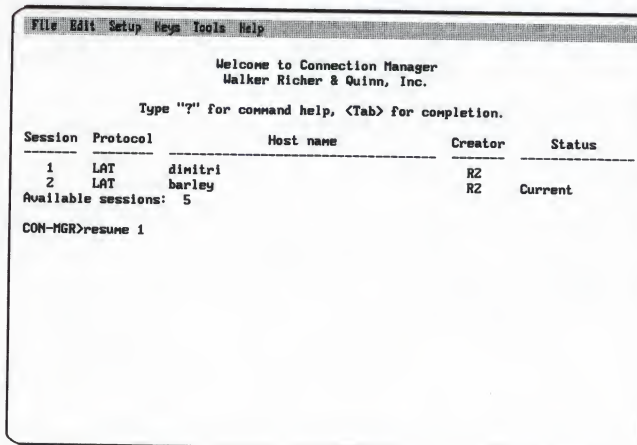 File Edit Setup Keys Tools Help
Welcome to Connection Manager
Walker Richer & Quinn, Inc.
Type "?" for command help, <Tab> for completion.
Session Protocol Host name Creator Status
1 LAT dimitri R2
2 LAT barley R2 Current
Available sessions: 5
CON-MGR>resume 1